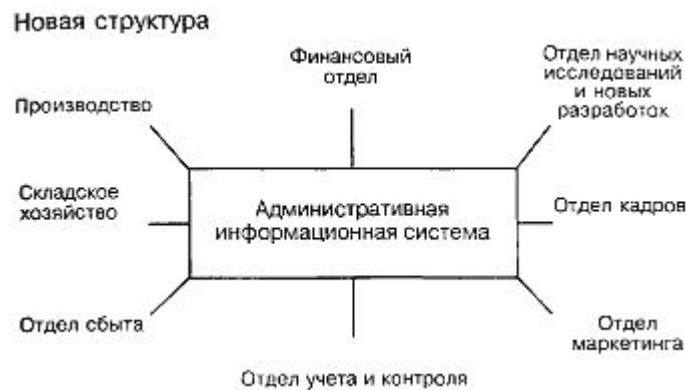 Новая структура
Финансовый
отдел
Отдел научных
исследований
и новых
разработок
Производство
Складское
хозяйство
Административная
информационная система
Отдел кадров
Отдел сбыта
Отдел
маркетинга
Отдел учета и контроля